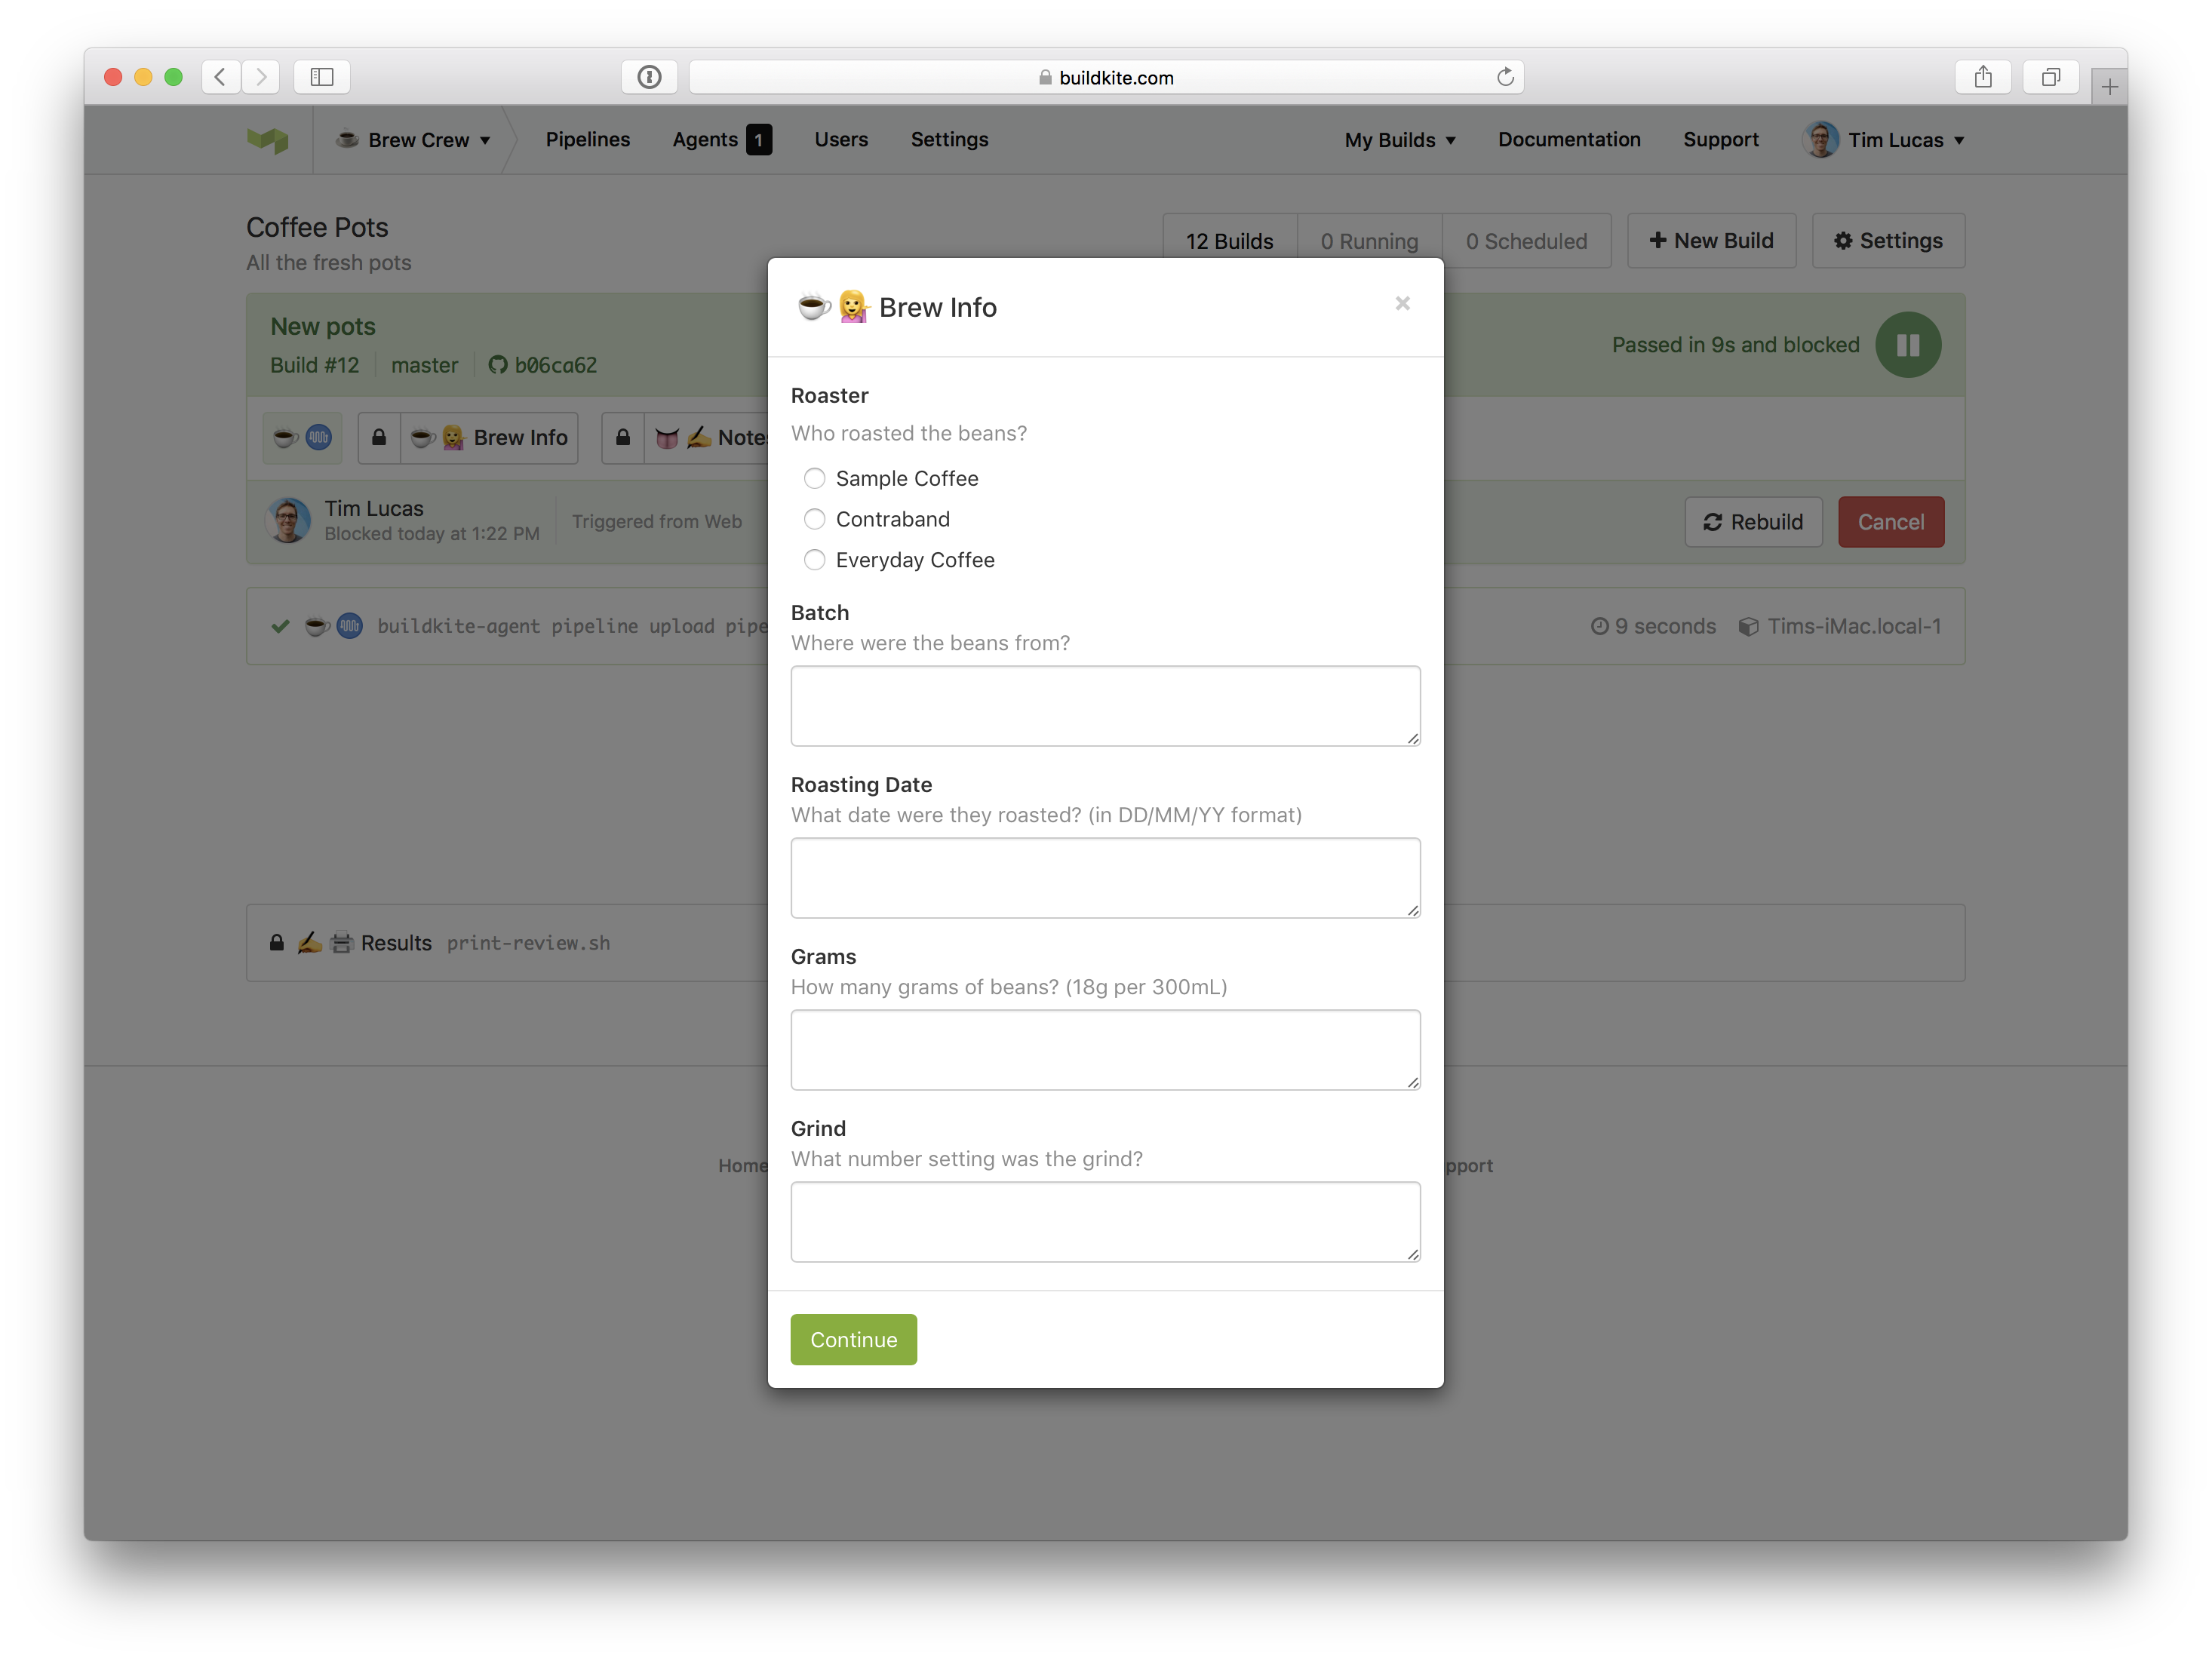 buildkite.com
Brew Crew Pipelines Agents 1 Users Settings My Builds Documentation Support Tim Lucas
Coffee Pots
All the fresh pots
12 Builds 0 Running 0 Scheduled New Build Settings
New pots
Build #12 master b06ca62
Passed in 9s and blocked
Brew Info
Tim Lucas
Blocked today at 1:22 PM
Triggered from Web
Rebuild Cancel
buildkite-agent pipeline upload
9 seconds Tims-iMac.local-1
Results print-review.sh
Home
Brew Info
Roaster
Who roasted the beans?
Sample Coffee
Contraband
Everyday Coffee
Batch
Where were the beans from?
Roasting Date
What date were they roasted? (in DD/MM/YY format)
Grams
How many grams of beans? (18g per 300mL)
Grind
What number setting was the grind?
Continue